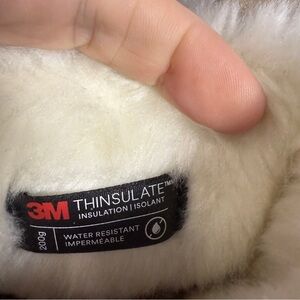 3M THINSULATE™
INSULATION | ISOLANT
200g
WATER RESISTANT
IMPERMÉABLE